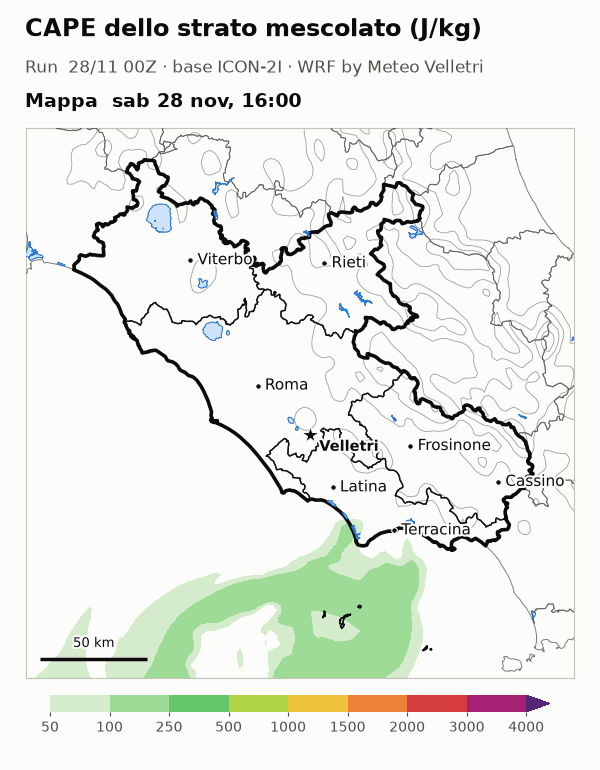 CAPE dello strato mescolato (J/kg)
Run  28/11 00Z · base ICON-2I · WRF by Meteo Velletri
Mappa  sab 28 nov, 16:00
Viterbo
Rieti
Roma
Velletri
Frosinone
Cassino
Latina
Terracina
50 km
50 100 250 500 1000 1500 2000 3000 4000